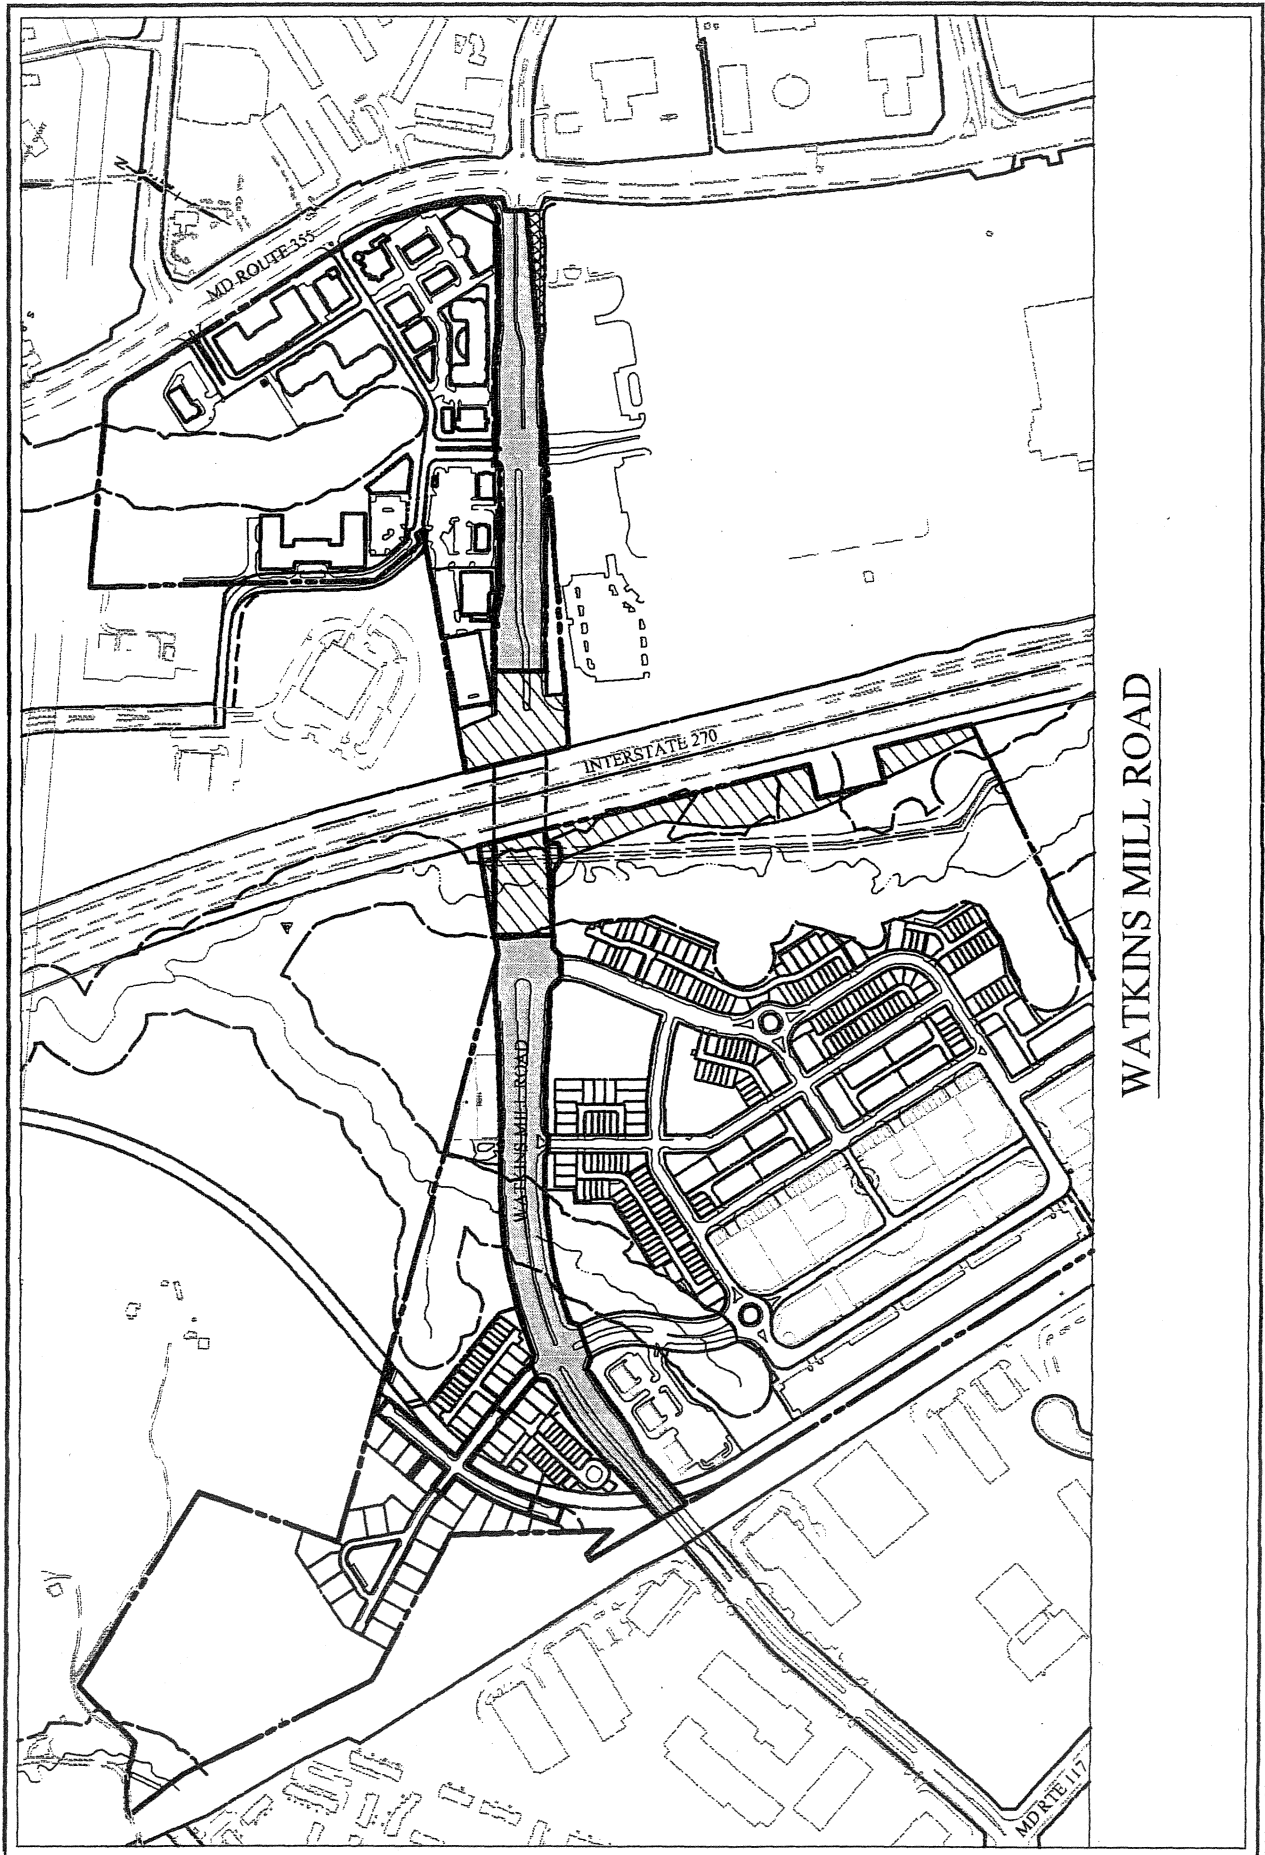 N
MD ROUTE 355
INTERSTATE 270
WATKINS MILL ROAD
MD RTE 117
WATKINS MILL ROAD